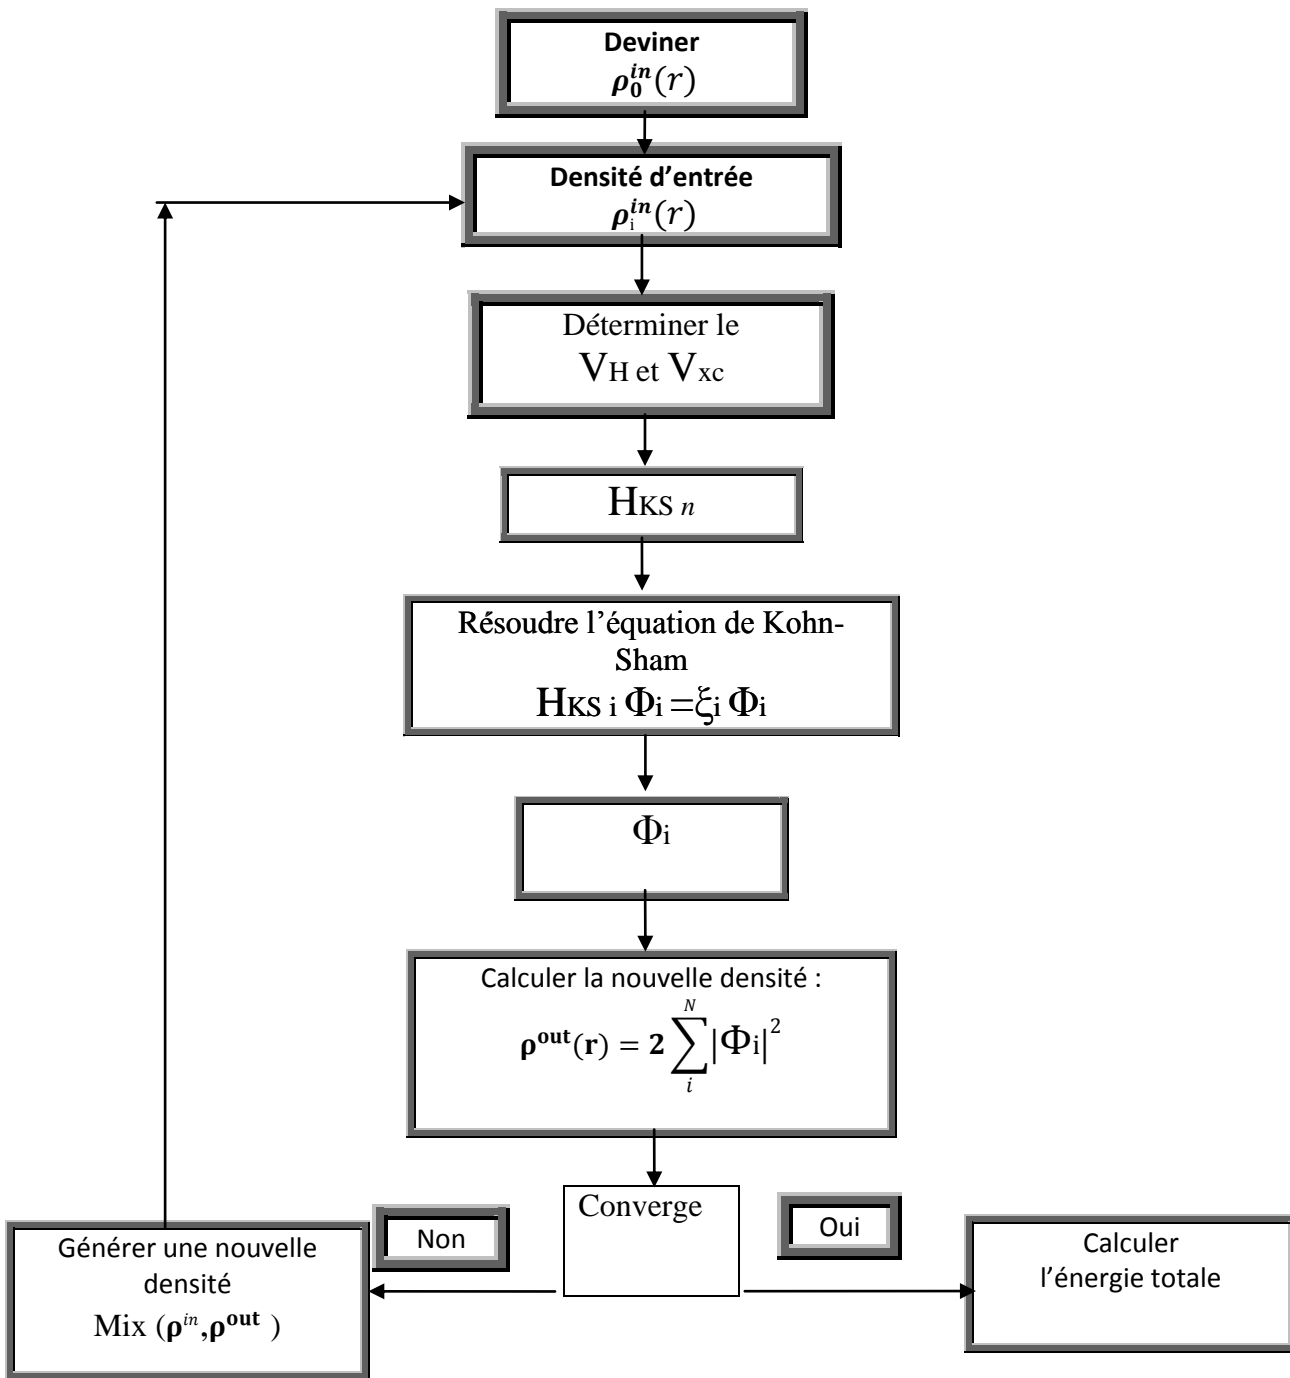 Deviner
ρ₀ⁱⁿ(r)
Densité d’entrée
ρᵢⁱⁿ(r)
Déterminer le
VH et Vxc
HKS n
Résoudre l’équation de Kohn-
Sham
HKS i Φi =ξi Φi
Φi
Calculer la nouvelle densité :
ρᵒᵘᵗ(r) = 2 ∑ᵢᴺ |Φi|²
Converge
Non
Oui
Générer une nouvelle
densité
Mix (ρⁱⁿ,ρᵒᵘᵗ )
Calculer
l’énergie totale